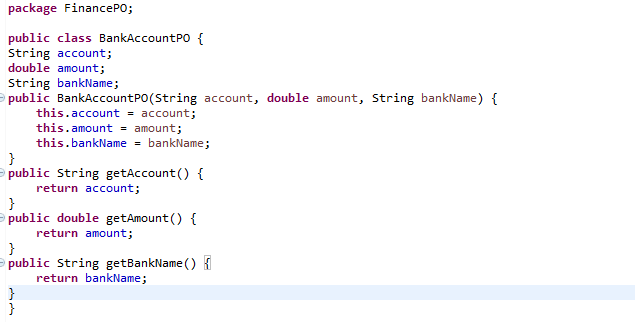 package FinancePO;

public class BankAccountPO {
String account;
double amount;
String bankName;
public BankAccountPO(String account, double amount, String bankName) {
    this.account = account;
    this.amount = amount;
    this.bankName = bankName;
}
public String getAccount() {
    return account;
}
public double getAmount() {
    return amount;
}
public String getBankName() {
    return bankName;
}
}